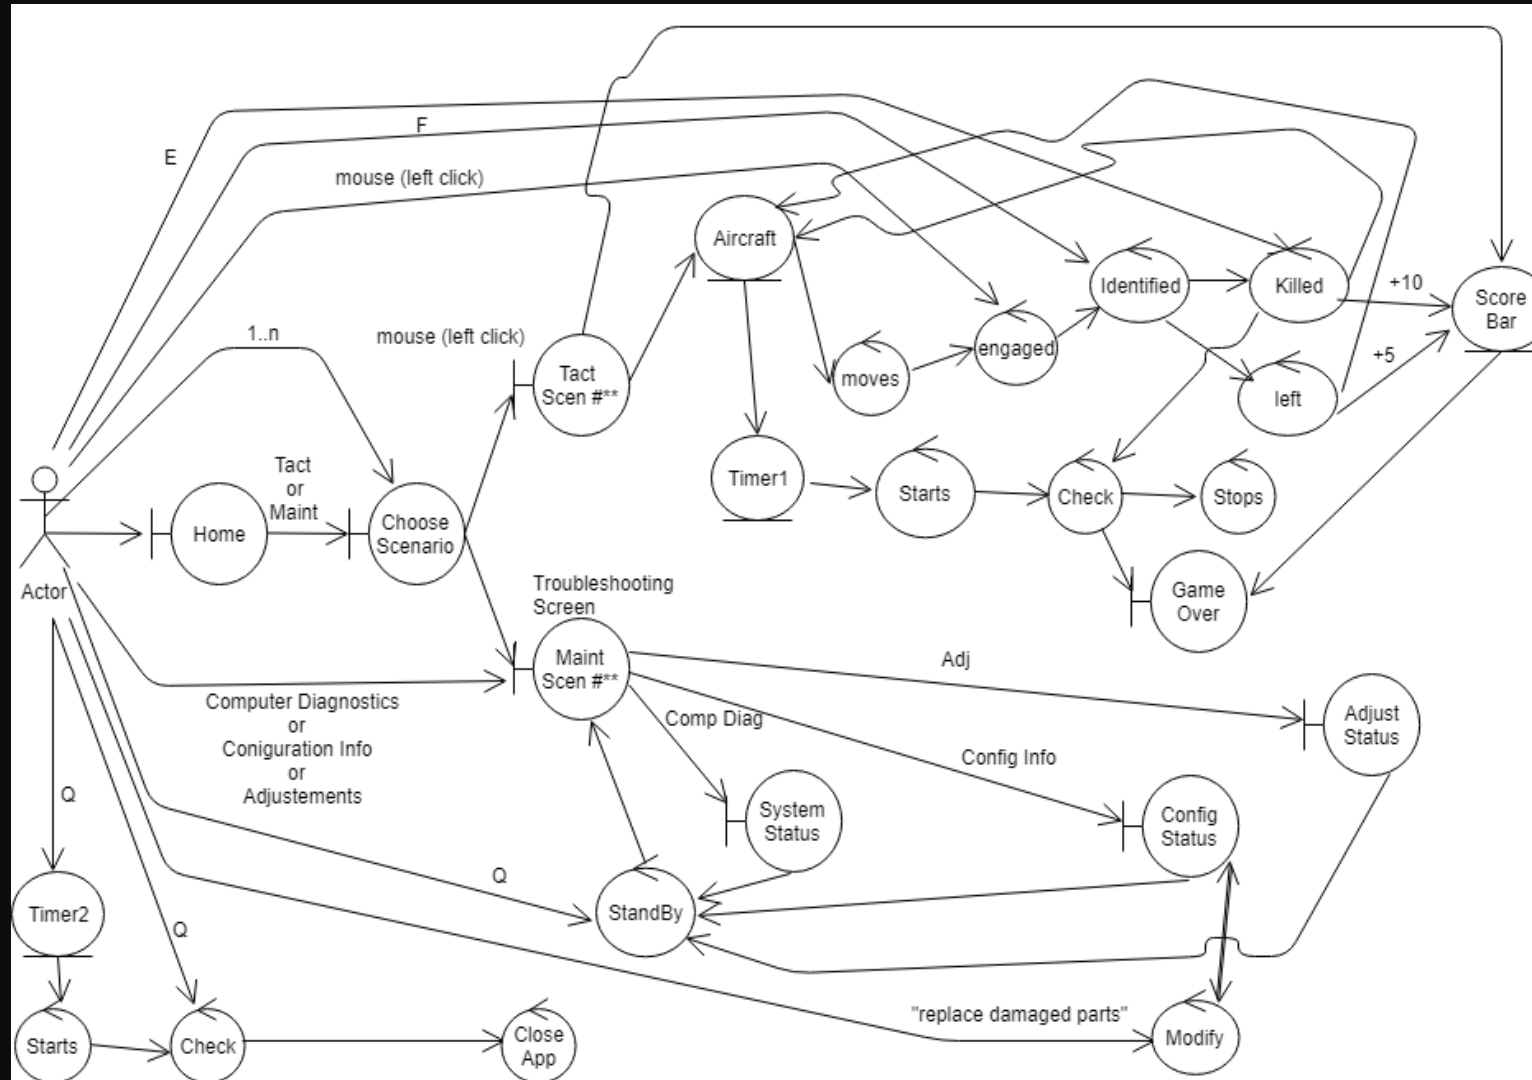 E
F
mouse (left click)
1..n
mouse (left click)
Aircraft
Identified
Killed
+10
Score
Bar
+5
engaged
moves
left
Tact
Scen #**
Tact
or
Maint
Timer1
Starts
Check
Stops
Home
Choose
Scenario
Actor
Game
Over
Troubleshooting
Screen
Maint
Scen #**
Adj
Comp Diag
Config Info
Adjust
Status
Computer Diagnostics
or
Coniguration Info
or
Adjustements
System
Status
Config
Status
Q
Q
Q
StandBy
Timer2
"replace damaged parts"
Modify
Starts
Check
Close
App